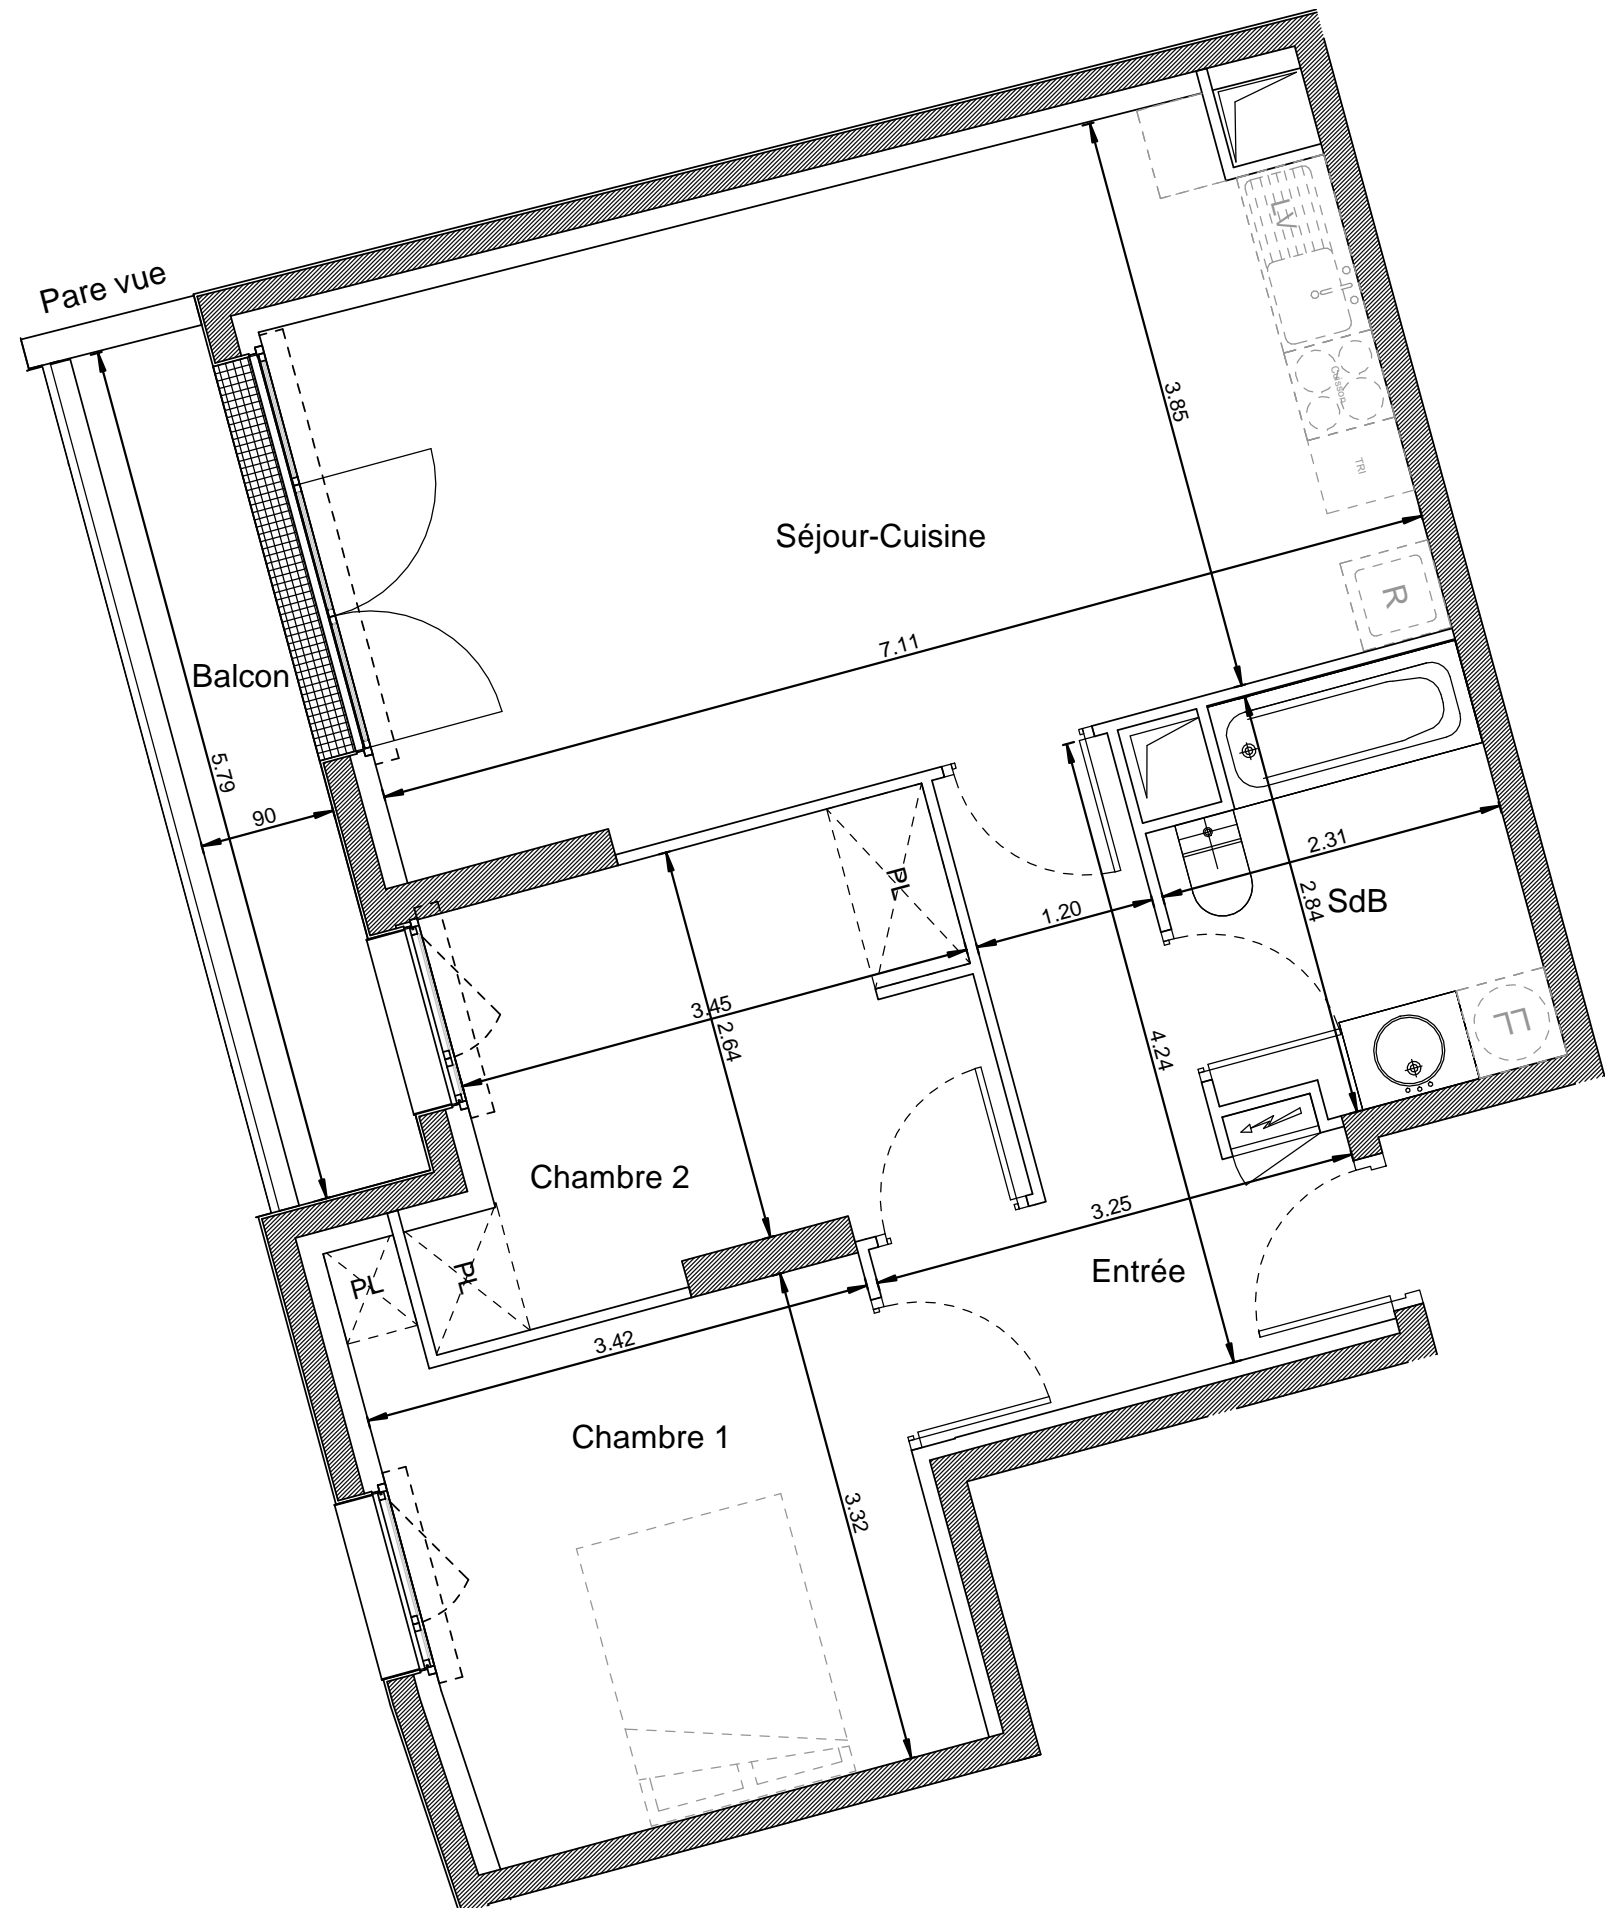 Pare vue
LV
Cuisson
3.85
TRI
Séjour-Cuisine
R
7.11
Balcon
5.79
90
2.31
PL
2.84
SdB
1.20
3.45
2.64
4.24
LL
Chambre 2
3.25
Entrée
PL
PL
3.42
Chambre 1
3.32